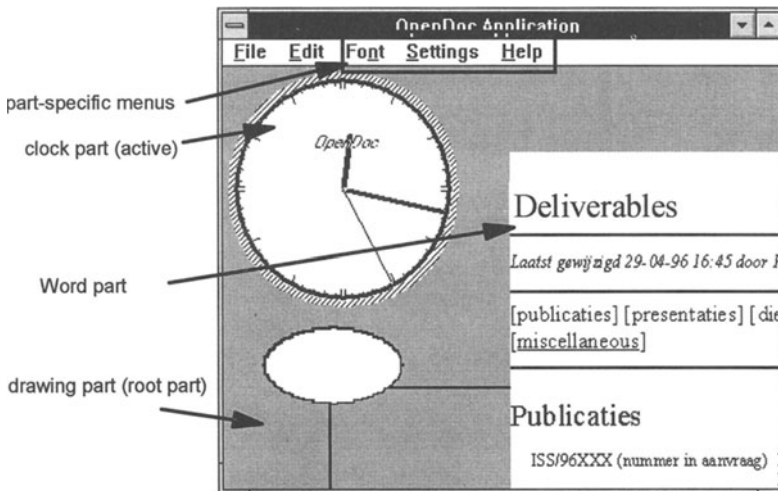 OpenDoc Application
File Edit Font Settings Help
part-specific menus
clock part (active)
OpenDoc
Deliverables
Laatst gewijzigd 29-04-96 16:45 door
Word part
[publicaties] [presentaties] [die
[miscellaneous]
drawing part (root part)
Publicaties
ISS/96XXX (nummer in aanvraag)